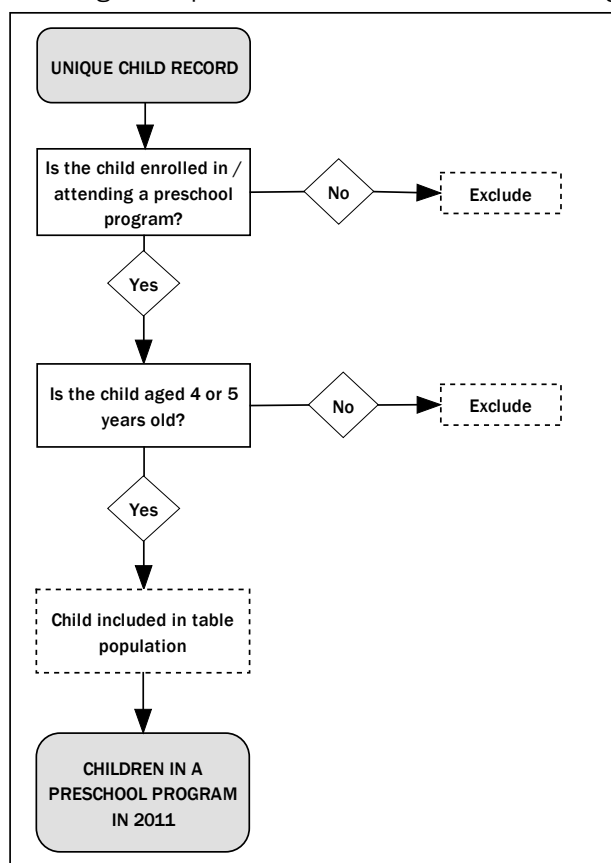 UNIQUE CHILD RECORD
Is the child enrolled in /
attending a preschool
program?
No
Exclude
Yes
Is the child aged 4 or 5
years old?
No
Exclude
Yes
Child included in table
population
CHILDREN IN A
PRESCHOOL PROGRAM
IN 2011